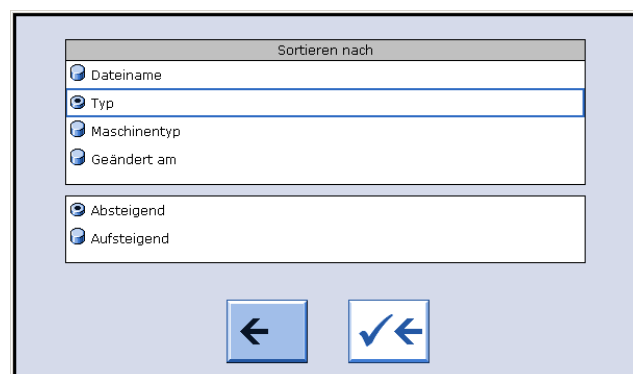 Sortieren nach
Dateiname
Typ
Maschinentyp
Geändert am
Absteigend
Aufsteigend